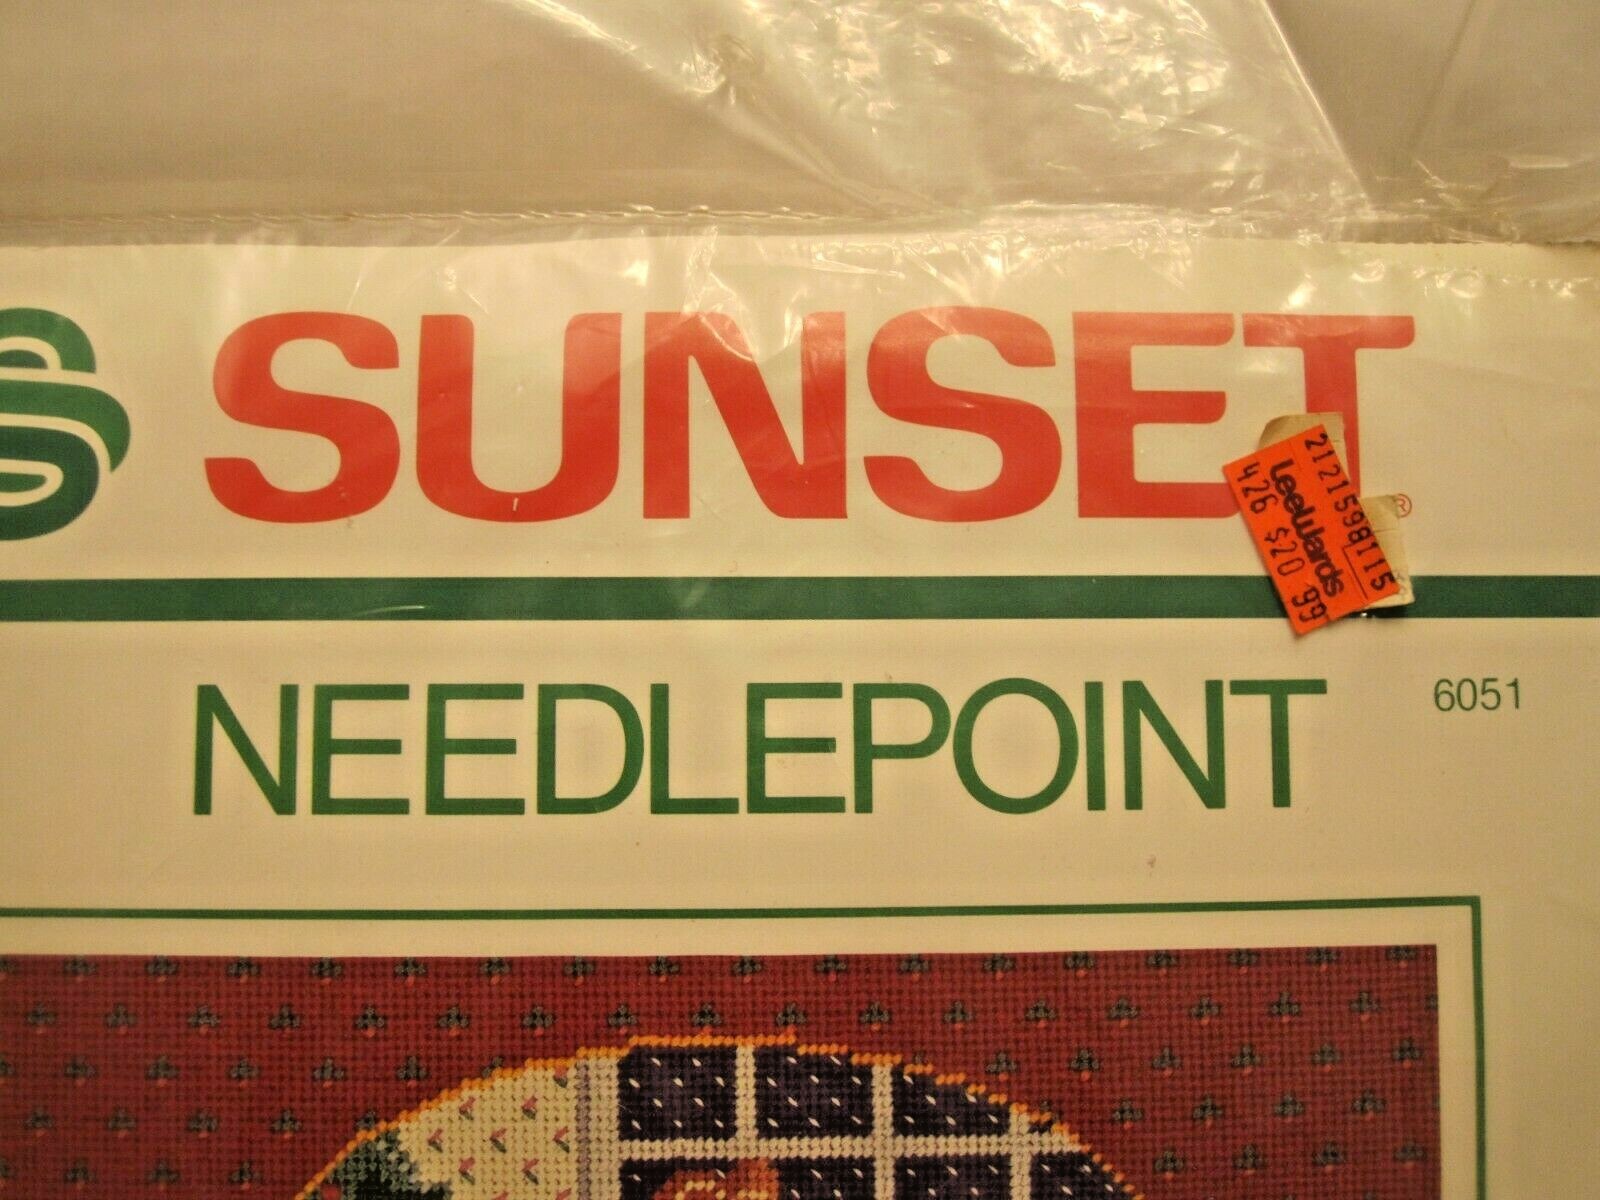 SUNSET
®
2121598115
LeeWards
426 $20 99
NEEDLEPOINT
6051